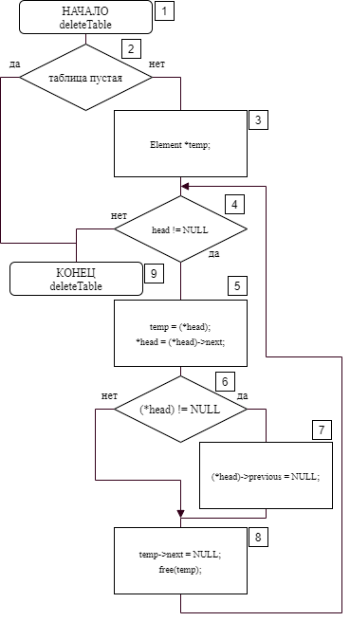 НАЧАЛО
deleteTable
1
2
да
нет
таблица пустая
3
Element *temp;
4
нет
head != NULL
да
КОНЕЦ
deleteTable
9
5
temp = (*head);
*head = (*head)->next;
6
нет
да
(*head) != NULL
7
(*head)->previous = NULL;
8
temp->next = NULL;
free(temp);